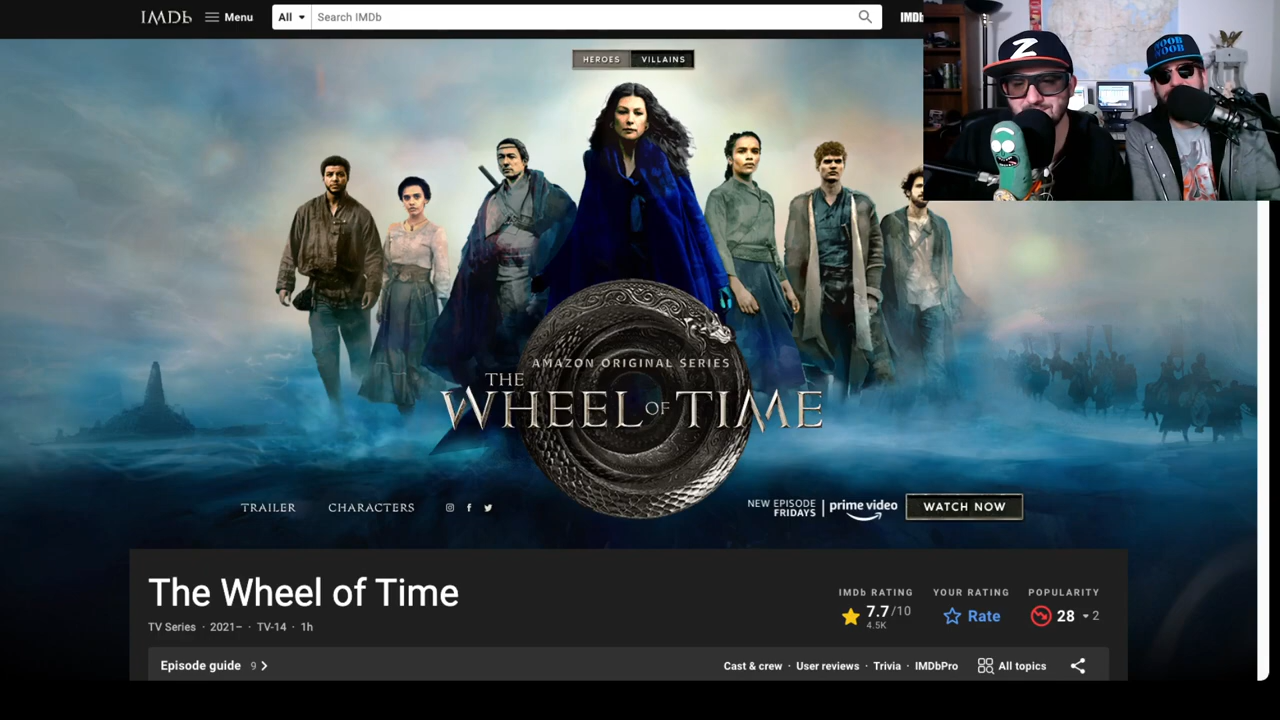 IMDb
Menu
All
Search IMDb
IMDb
HEROES
VILLAINS
Z
NOOB
NOOB
AMAZON ORIGINAL SERIES
THE
WHEEL OF TIME
TRAILER
CHARACTERS
NEW EPISODE
FRIDAYS
prime video
WATCH NOW
The Wheel of Time
TV Series · 2021– · TV-14 · 1h
IMDb RATING
7.7/10
4.5K
YOUR RATING
Rate
POPULARITY
28
2
Episode guide 9
Cast & crew · User reviews · Trivia · IMDbPro
All topics